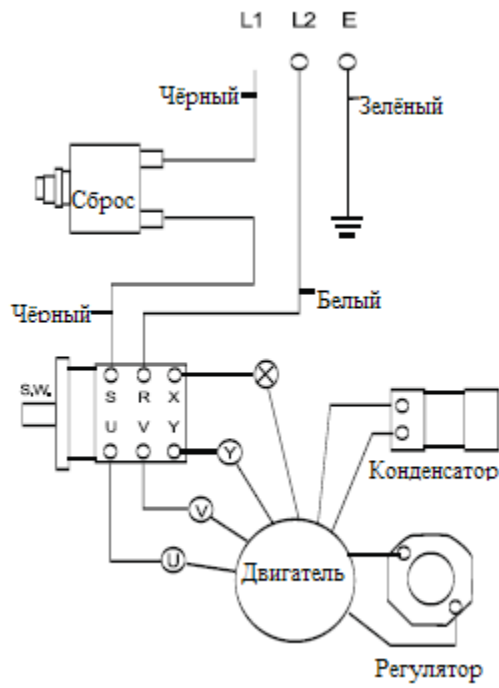 L1 L2 E
Чёрный
Зелёный
Сброс
Белый
Чёрный
S.W.
S R X
U V Y
X
Y
V
U
Конденсатор
Двигатель
Регулятор